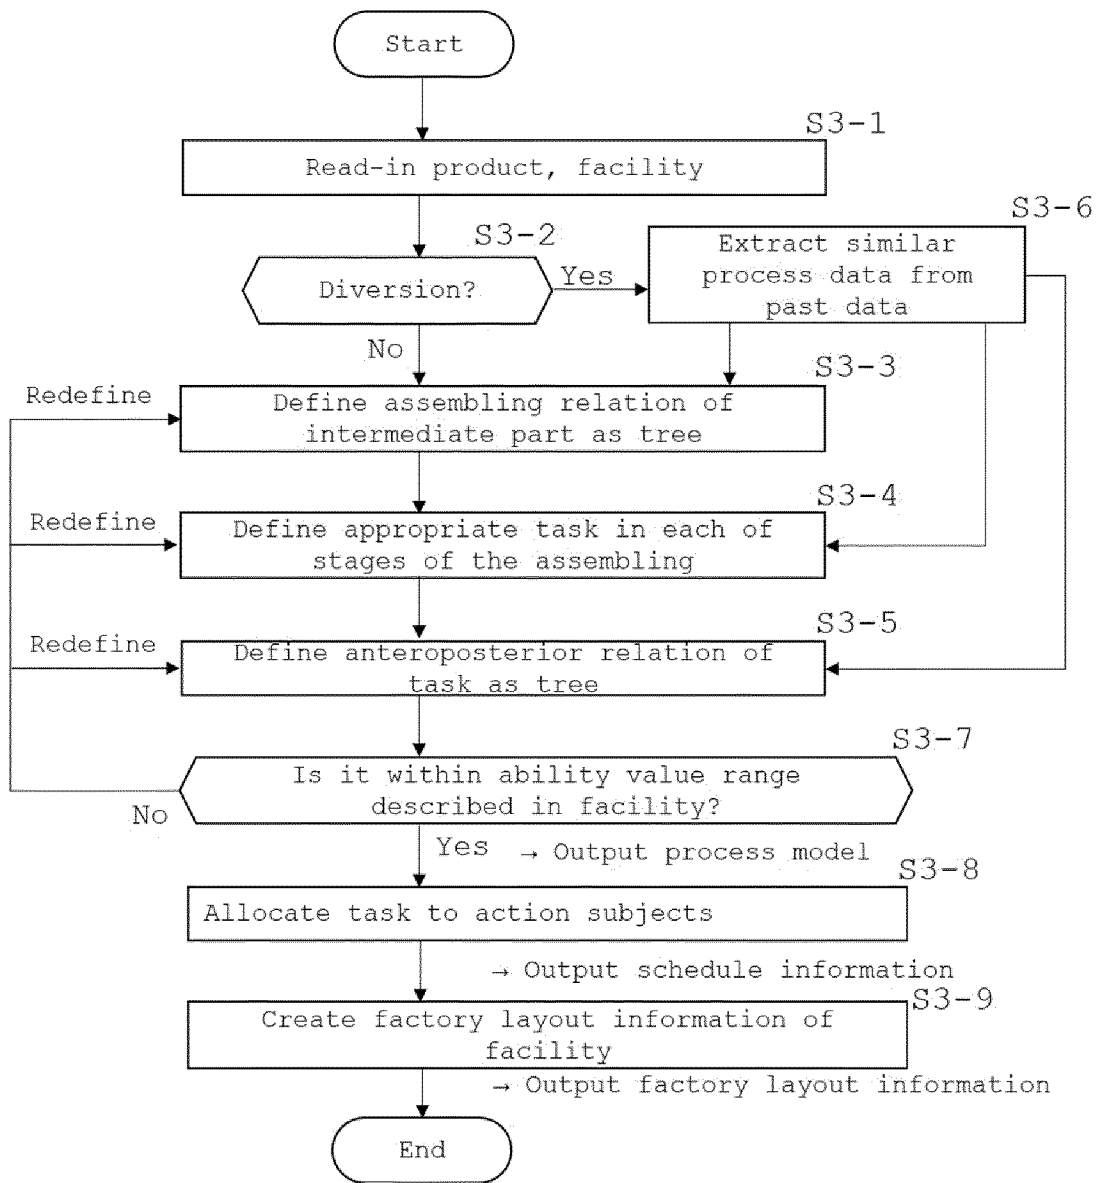 Start
S3-1
Read-in product, facility
S3-2
Diversion?
Yes
S3-6
Extract similar
process data from
past data
No
S3-3
Redefine
Define assembling relation of
intermediate part as tree
S3-4
Redefine
Define appropriate task in each of
stages of the assembling
S3-5
Redefine
Define anteroposterior relation of
task as tree
S3-7
Is it within ability value range
described in facility?
No
Yes → Output process model
S3-8
Allocate task to action subjects
→ Output schedule information
S3-9
Create factory layout information of
facility
→ Output factory layout information
End